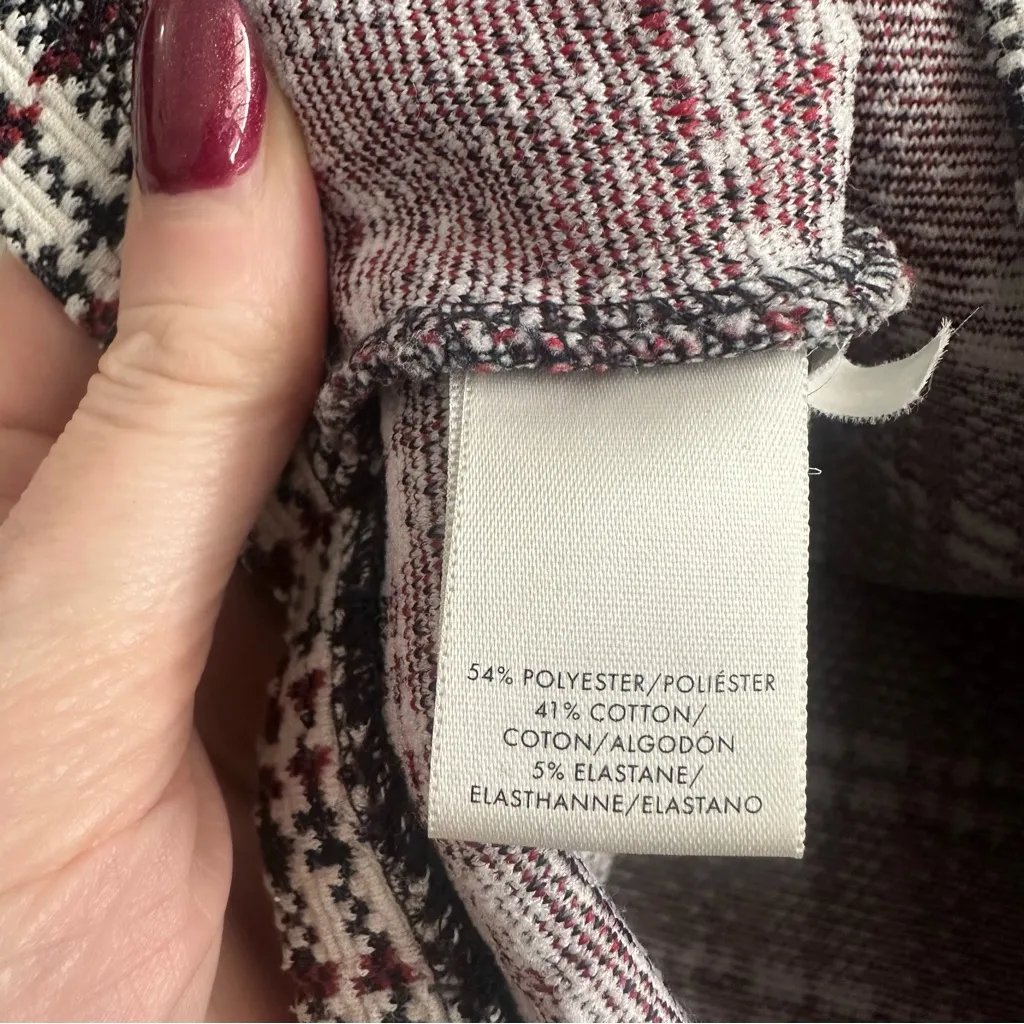 54% POLYESTER/POLIÉSTER
41% COTTON/
COTON/ALGODÓN
5% ELASTANE/
ELASTHANNE/ELASTANO